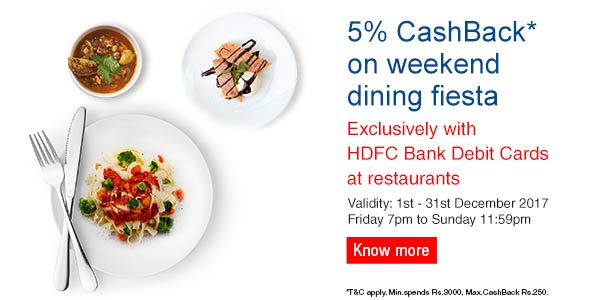 5% CashBack*
on weekend
dining fiesta
Exclusively with
HDFC Bank Debit Cards
at restaurants
Validity: 1st - 31st December 2017
Friday 7pm to Sunday 11:59pm
Know more
*T&C apply. Min.spends Rs.3000, Max.CashBack Rs.250.